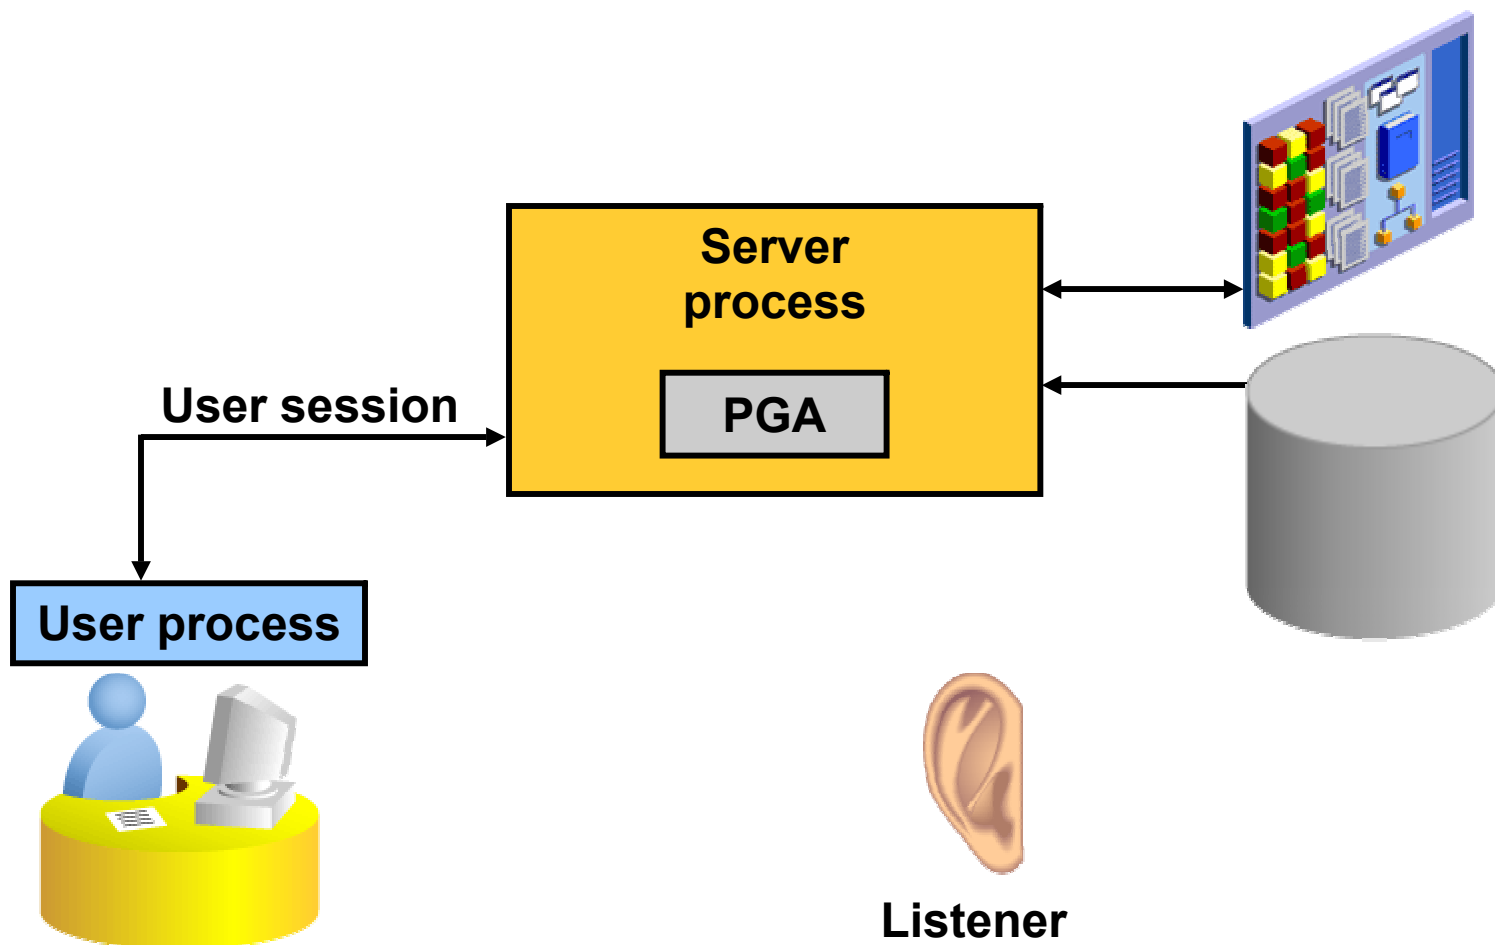 Server
process
PGA
User session
User process
Listener